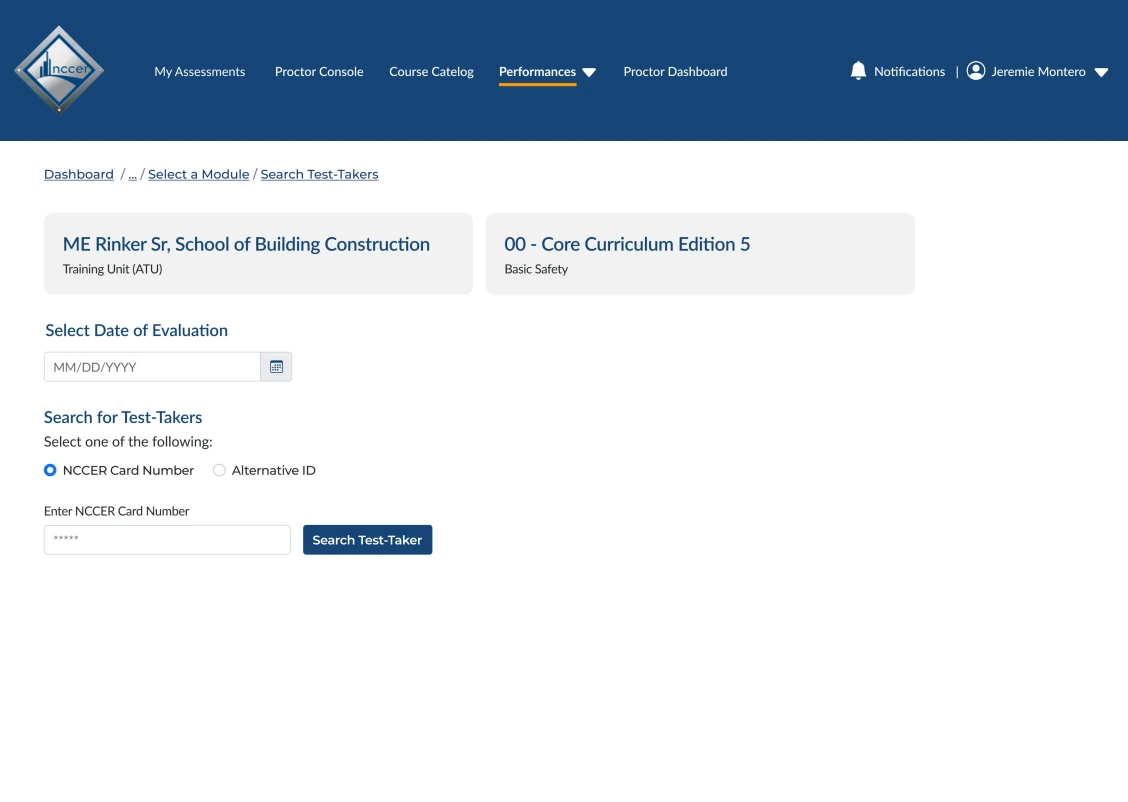 nccer
My Assessments Proctor Console Course Catelog Performances Proctor Dashboard Notifications | Jeremie Montero
Dashboard / ... / Select a Module / Search Test-Takers
ME Rinker Sr, School of Building Construction
Training Unit (ATU)
00 - Core Curriculum Edition 5
Basic Safety
Select Date of Evaluation
MM/DD/YYYY
Search for Test-Takers
Select one of the following:
NCCER Card Number Alternative ID
Enter NCCER Card Number
***** Search Test-Taker